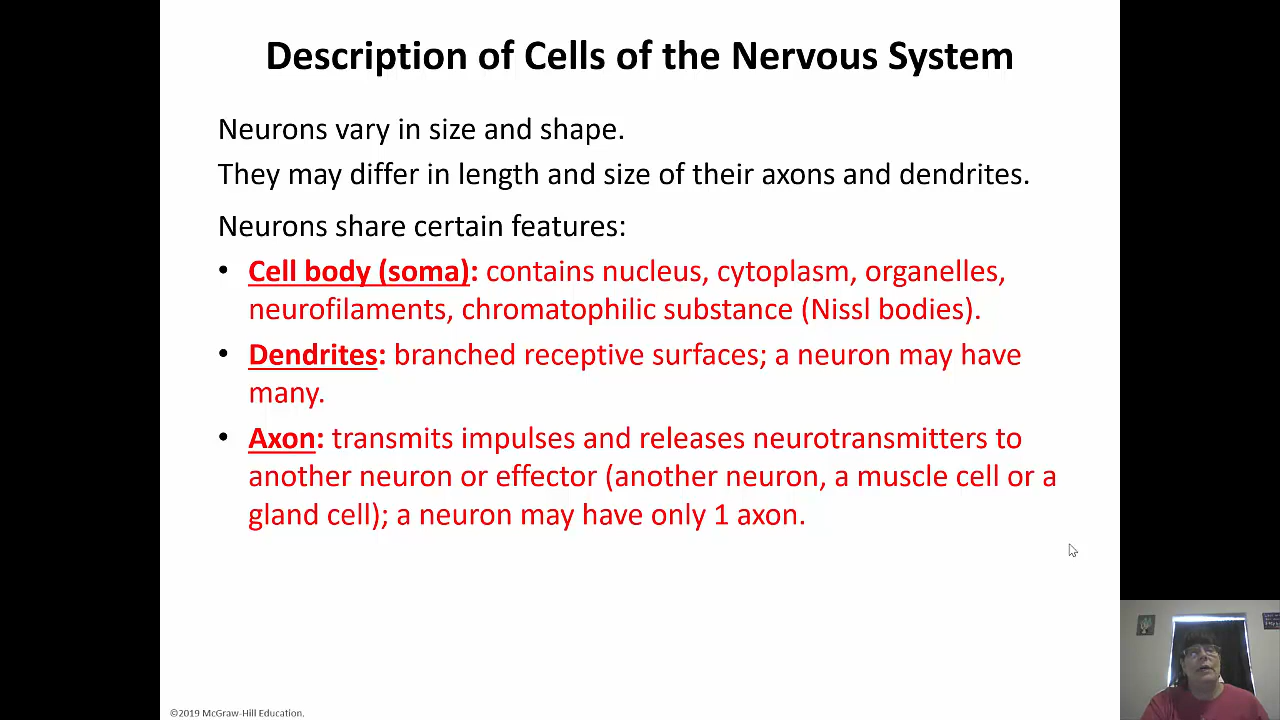 Description of Cells of the Nervous System
Neurons vary in size and shape.
They may differ in length and size of their axons and dendrites.
Neurons share certain features:
• Cell body (soma): contains nucleus, cytoplasm, organelles,
neurofilaments, chromatophilic substance (Nissl bodies).
• Dendrites: branched receptive surfaces; a neuron may have
many.
• Axon: transmits impulses and releases neurotransmitters to
another neuron or effector (another neuron, a muscle cell or a
gland cell); a neuron may have only 1 axon.
©2019 McGraw-Hill Education.